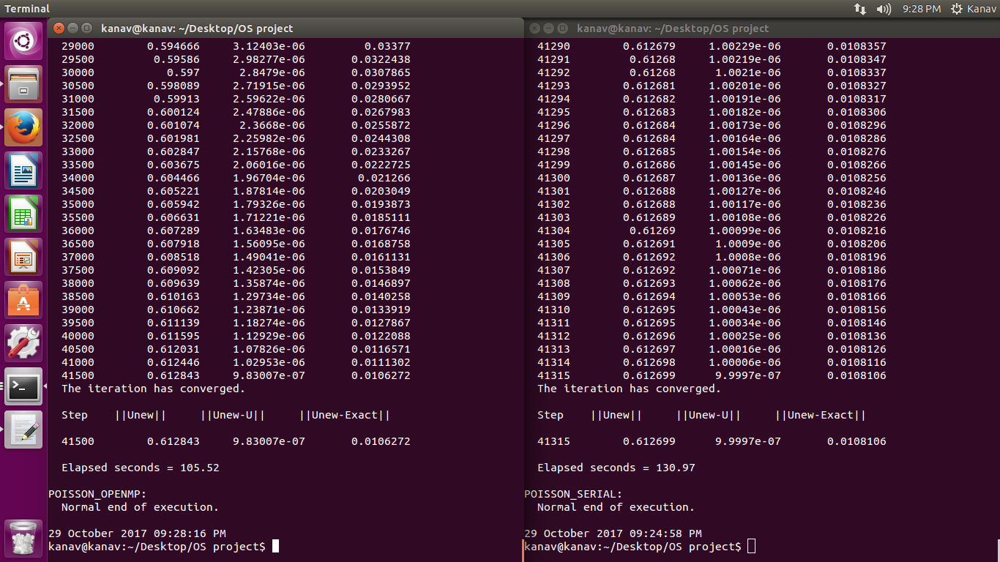 Terminal
9:28 PM Kanav
kanav@kanav: ~/Desktop/OS project
29000 0.594666 3.12403e-06 0.03377
29500 0.59586 2.98277e-06 0.0322438
30000 0.597 2.8479e-06 0.0307865
30500 0.598089 2.71915e-06 0.0293952
31000 0.59913 2.59622e-06 0.0280667
31500 0.600124 2.47886e-06 0.0267983
32000 0.601074 2.3668e-06 0.0255872
32500 0.601981 2.25982e-06 0.0244308
33000 0.602847 2.15768e-06 0.0233267
33500 0.603675 2.06016e-06 0.0222725
34000 0.604466 1.96704e-06 0.021266
34500 0.605221 1.87814e-06 0.0203049
35000 0.605942 1.79326e-06 0.0193873
35500 0.606631 1.71221e-06 0.0185111
36000 0.607289 1.63483e-06 0.0176746
36500 0.607918 1.56095e-06 0.0168758
37000 0.608518 1.49041e-06 0.0161131
37500 0.609092 1.42305e-06 0.0153849
38000 0.609639 1.35874e-06 0.0146897
38500 0.610163 1.29734e-06 0.0140258
39000 0.610662 1.23871e-06 0.0133919
39500 0.611139 1.18274e-06 0.0127867
40000 0.611595 1.12929e-06 0.0122088
40500 0.612031 1.07826e-06 0.0116571
41000 0.612446 1.02953e-06 0.0111302
41500 0.612843 9.83007e-07 0.0106272
The iteration has converged.
Step ||Unew|| ||Unew-U|| ||Unew-Exact||
41500 0.612843 9.83007e-07 0.0106272
Elapsed seconds = 105.52
POISSON_OPENMP:
Normal end of execution.
29 October 2017 09:28:16 PM
kanav@kanav:~/Desktop/OS project$
kanav@kanav: ~/Desktop/OS project
41290 0.612679 1.00229e-06 0.0108357
41291 0.61268 1.00219e-06 0.0108347
41292 0.61268 1.0021e-06 0.0108337
41293 0.612681 1.00201e-06 0.0108327
41294 0.612682 1.00191e-06 0.0108317
41295 0.612683 1.00182e-06 0.0108306
41296 0.612684 1.00173e-06 0.0108296
41297 0.612684 1.00164e-06 0.0108286
41298 0.612685 1.00154e-06 0.0108276
41299 0.612686 1.00145e-06 0.0108266
41300 0.612687 1.00136e-06 0.0108256
41301 0.612688 1.00127e-06 0.0108246
41302 0.612688 1.00117e-06 0.0108236
41303 0.612689 1.00108e-06 0.0108226
41304 0.61269 1.00099e-06 0.0108216
41305 0.612691 1.0009e-06 0.0108206
41306 0.612692 1.0008e-06 0.0108196
41307 0.612692 1.00071e-06 0.0108186
41308 0.612693 1.00062e-06 0.0108176
41309 0.612694 1.00053e-06 0.0108166
41310 0.612695 1.00043e-06 0.0108156
41311 0.612695 1.00034e-06 0.0108146
41312 0.612696 1.00025e-06 0.0108136
41313 0.612697 1.00016e-06 0.0108126
41314 0.612698 1.00006e-06 0.0108116
41315 0.612699 9.9997e-07 0.0108106
The iteration has converged.
Step ||Unew|| ||Unew-U|| ||Unew-Exact||
41315 0.612699 9.9997e-07 0.0108106
Elapsed seconds = 130.97
POISSON_SERIAL:
Normal end of execution.
29 October 2017 09:24:58 PM
kanav@kanav:~/Desktop/OS project$